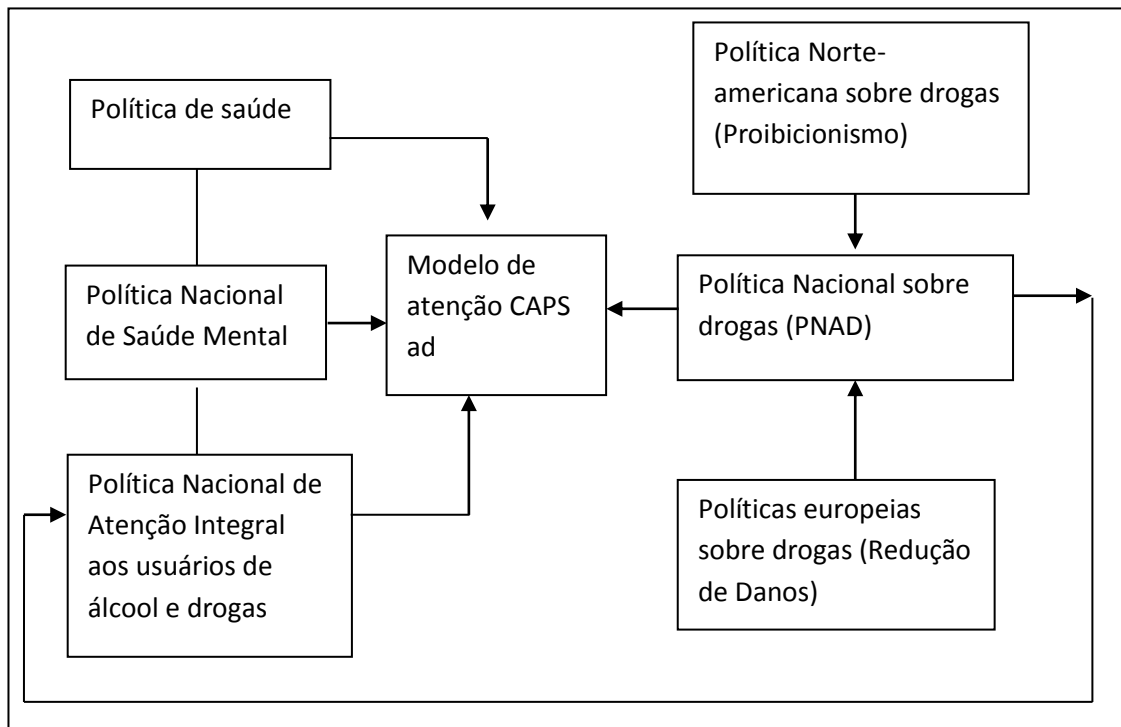 Política de saúde
Política Nacional
de Saúde Mental
Política Nacional de
Atenção Integral
aos usuários de
álcool e drogas
Modelo de
atenção CAPS
ad
Política Norte-
americana sobre drogas
(Proibicionismo)
Política Nacional sobre
drogas (PNAD)
Políticas europeias
sobre drogas (Redução
de Danos)